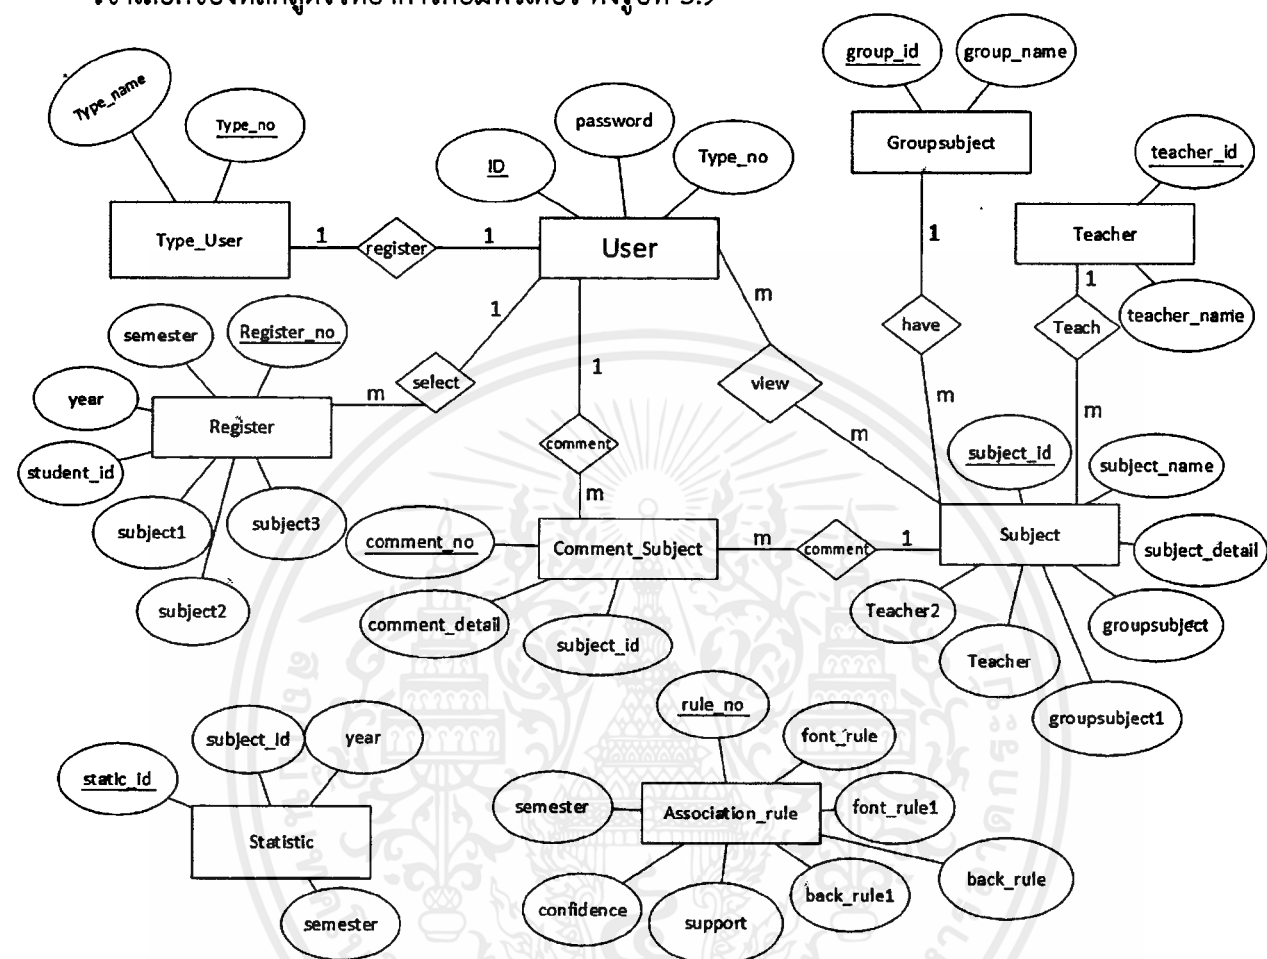 group_id
group_name
Type_name
Type_no
password
ID
Type_no
Groupsubject
teacher_id
Type_User
1
register
1
User
1
Teacher
m
1
teacher_name
semester
Register_no
1
have
Teach
year
m
select
1
view
m
m
Register
m
student_id
comment
subject_id
subject_name
subject1
subject3
m
comment_no
Comment_Subject
m
comment
1
Subject
subject_detail
subject2
comment_detail
subject_id
Teacher2
Teacher
groupsubject
groupsubject1
rule_no
subject_id
year
font_rule
static_id
semester
Association_rule
font_rule1
Statistic
back_rule
confidence
back_rule1
semester
support